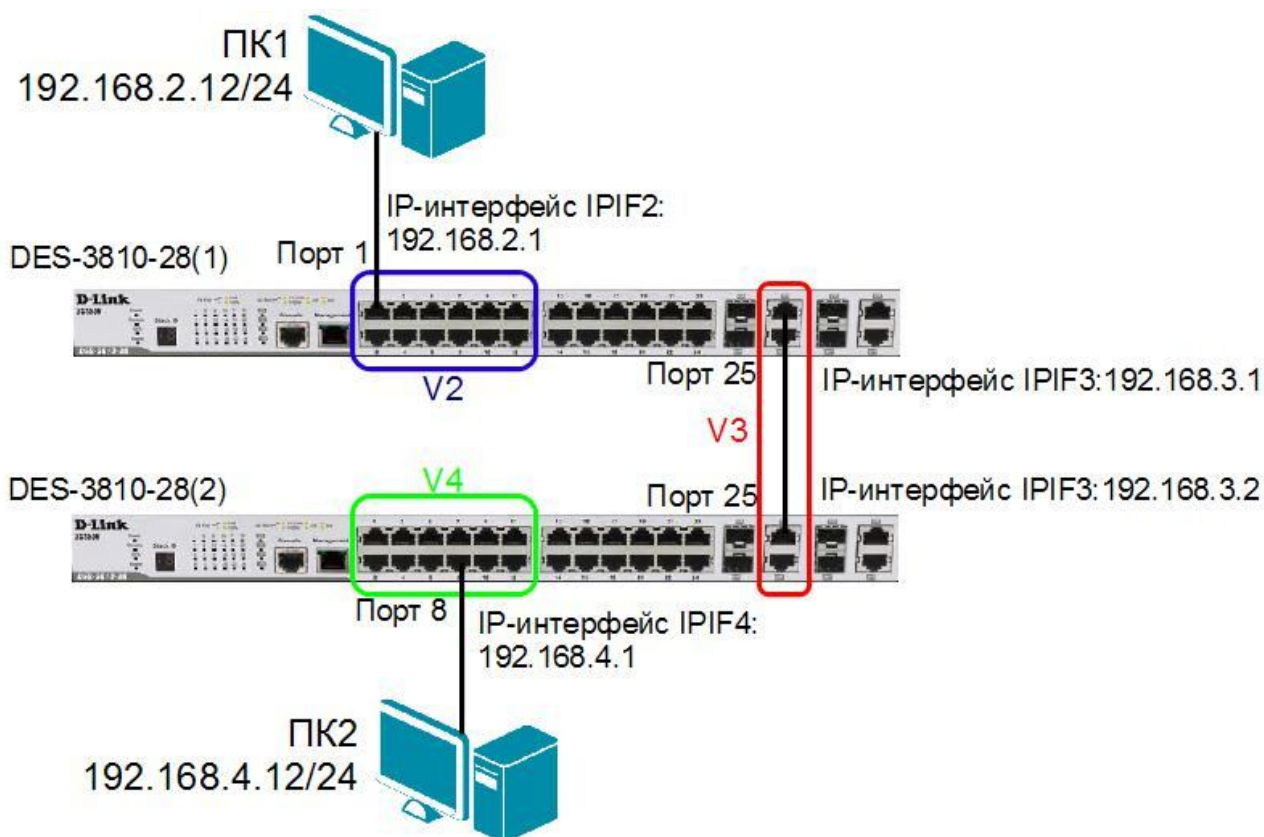 ПК1
192.168.2.12/24
IP-интерфейс IPIF2:
192.168.2.1
DES-3810-28(1)
Порт 1
D-Link
V2
Порт 25
IP-интерфейс IPIF3:192.168.3.1
V3
DES-3810-28(2)
V4
Порт 25
IP-интерфейс IPIF3:192.168.3.2
D-Link
Порт 8
IP-интерфейс IPIF4:
192.168.4.1
ПК2
192.168.4.12/24